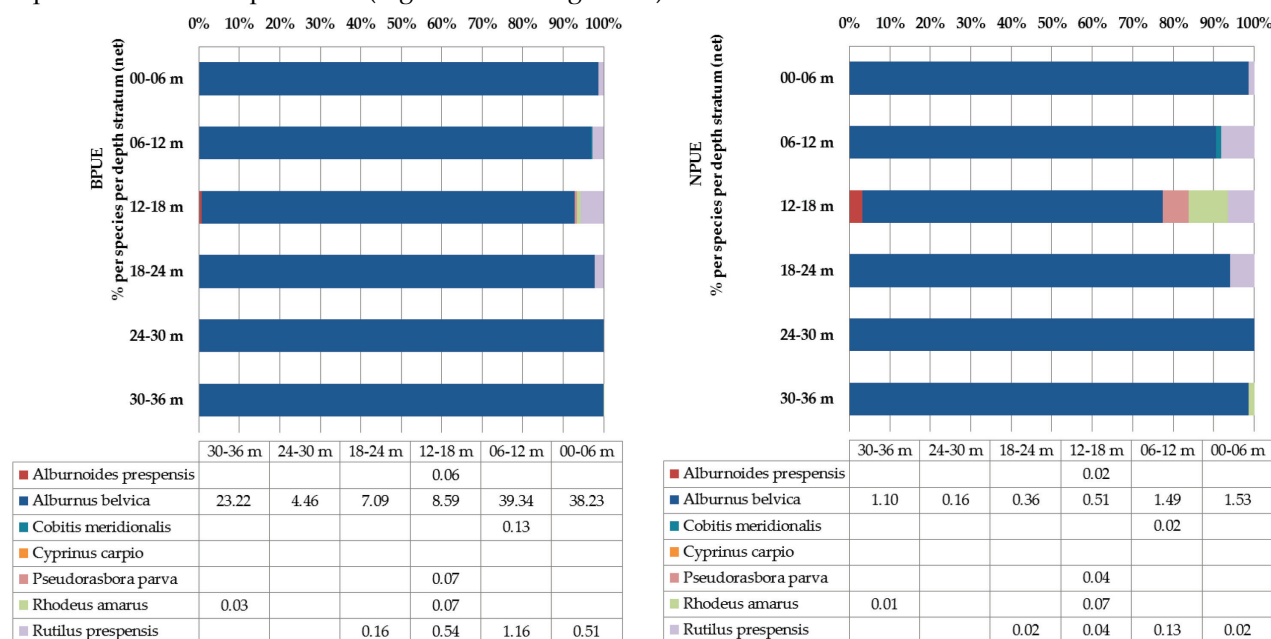 0% 10% 20% 30% 40% 50% 60% 70% 80% 90% 100%
BPUE
% per species per depth stratum (net)
00-06 m
06-12 m
12-18 m
18-24 m
24-30 m
30-36 m
30-36 m 24-30 m 18-24 m 12-18 m 06-12 m 00-06 m
Alburnoides prespensis 0.06
Alburnus belvica 23.22 4.46 7.09 8.59 39.34 38.23
Cobitis meridionalis 0.13
Cyprinus carpio
Pseudorasbora parva 0.07
Rhodeus amarus 0.03 0.07
Rutilus prespensis 0.16 0.54 1.16 0.51
0% 10% 20% 30% 40% 50% 60% 70% 80% 90% 100%
NPUE
% per species per depth stratum (net)
00-06 m
06-12 m
12-18 m
18-24 m
24-30 m
30-36 m
30-36 m 24-30 m 18-24 m 12-18 m 06-12 m 00-06 m
Alburnoides prespensis 0.02
Alburnus belvica 1.10 0.16 0.36 0.51 1.49 1.53
Cobitis meridionalis 0.02
Cyprinus carpio
Pseudorasbora parva 0.04
Rhodeus amarus 0.01 0.07
Rutilus prespensis 0.02 0.04 0.13 0.02